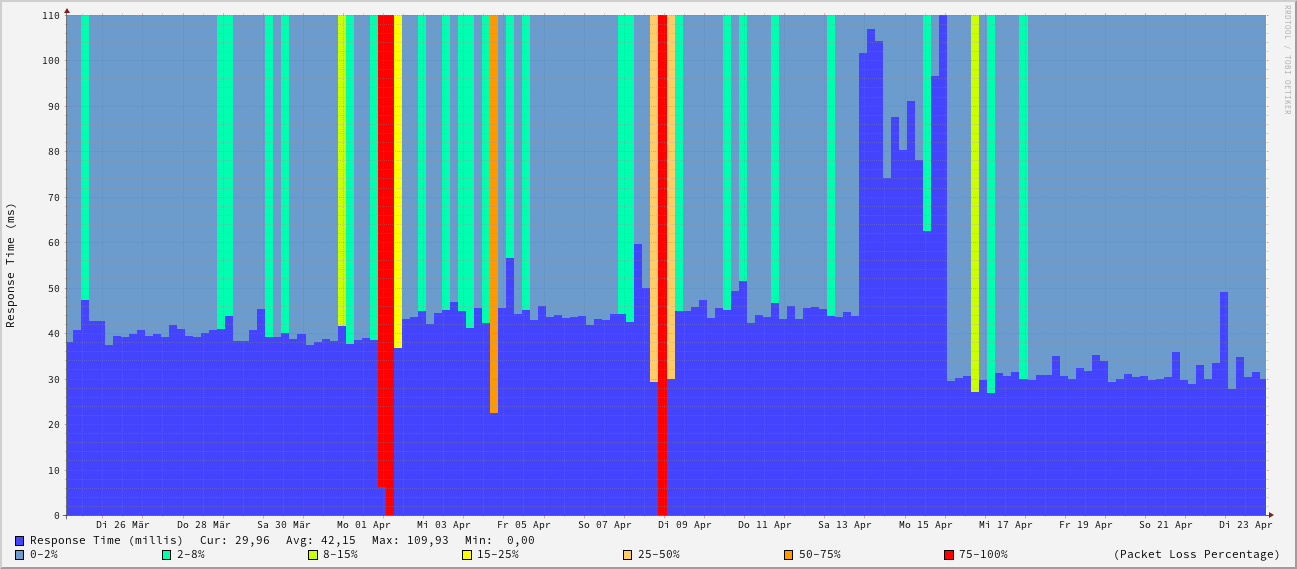 RRDTOOL / TOBI OETIKER
Response Time (ms)
110
100
90
80
70
60
50
40
30
20
10
0
Di 26 Mär Do 28 Mär Sa 30 Mär Mo 01 Apr Mi 03 Apr Fr 05 Apr So 07 Apr Di 09 Apr Do 11 Apr Sa 13 Apr Mo 15 Apr Mi 17 Apr Fr 19 Apr So 21 Apr Di 23 Apr
Response Time (millis) Cur: 29,96 Avg: 42,15 Max: 109,93 Min: 0,00
0-2% 2-8% 8-15% 15-25% 25-50% 50-75% 75-100% (Packet Loss Percentage)